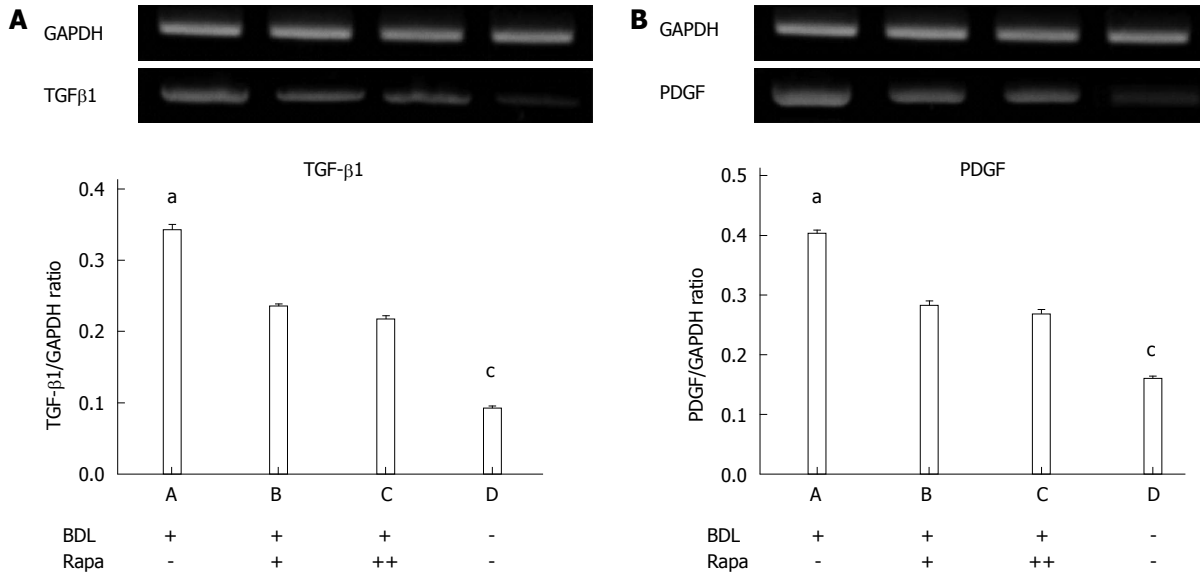 A
GAPDH
TGFβ1
TGF-β1
0.4
0.3
0.2
0.1
0.0
TGF-β1/GAPDH ratio
a
c
A B C D
BDL + + + -
Rapa - + ++ -
B
GAPDH
PDGF
PDGF
0.5
0.4
0.3
0.2
0.1
0.0
PDGF/GAPDH ratio
a
c
A B C D
BDL + + + -
Rapa - + ++ -